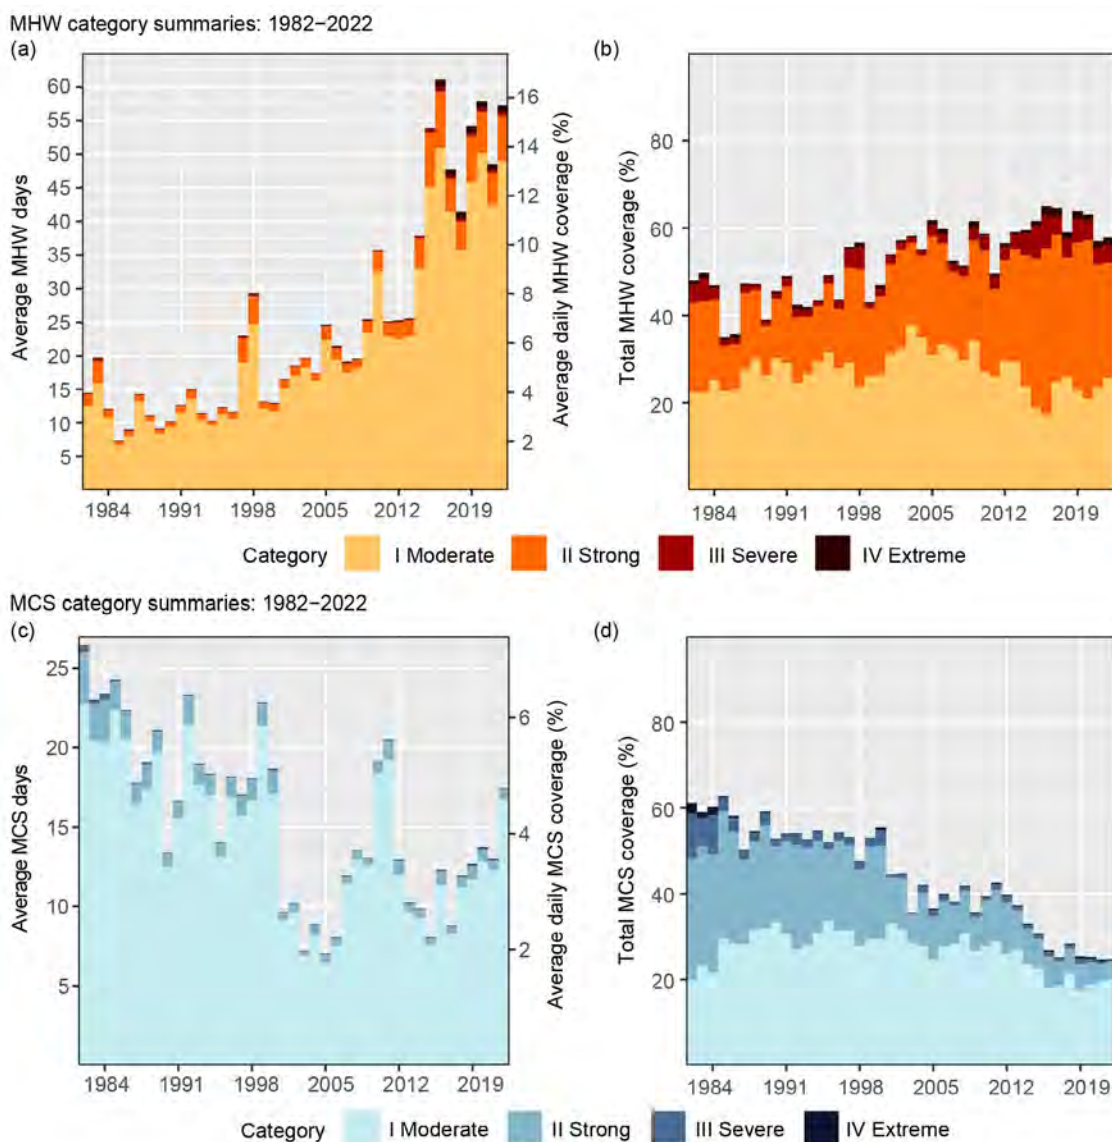 MHW category summaries: 1982−2022
(a)
(b)
Average MHW days
60
55
50
45
40
35
30
25
20
15
10
5
16
14
12
10
8
6
4
2
Average daily MHW coverage (%)
1984 1991 1998 2005 2012 2019
Total MHW coverage (%)
80
60
40
20
1984 1991 1998 2005 2012 2019
Category I Moderate II Strong III Severe IV Extreme
MCS category summaries: 1982−2022
(c)
(d)
Average MCS days
25
20
15
10
5
6
4
2
Average daily MCS coverage (%)
1984 1991 1998 2005 2012 2019
Total MCS coverage (%)
80
60
40
20
1984 1991 1998 2005 2012 2019
Category I Moderate II Strong III Severe IV Extreme